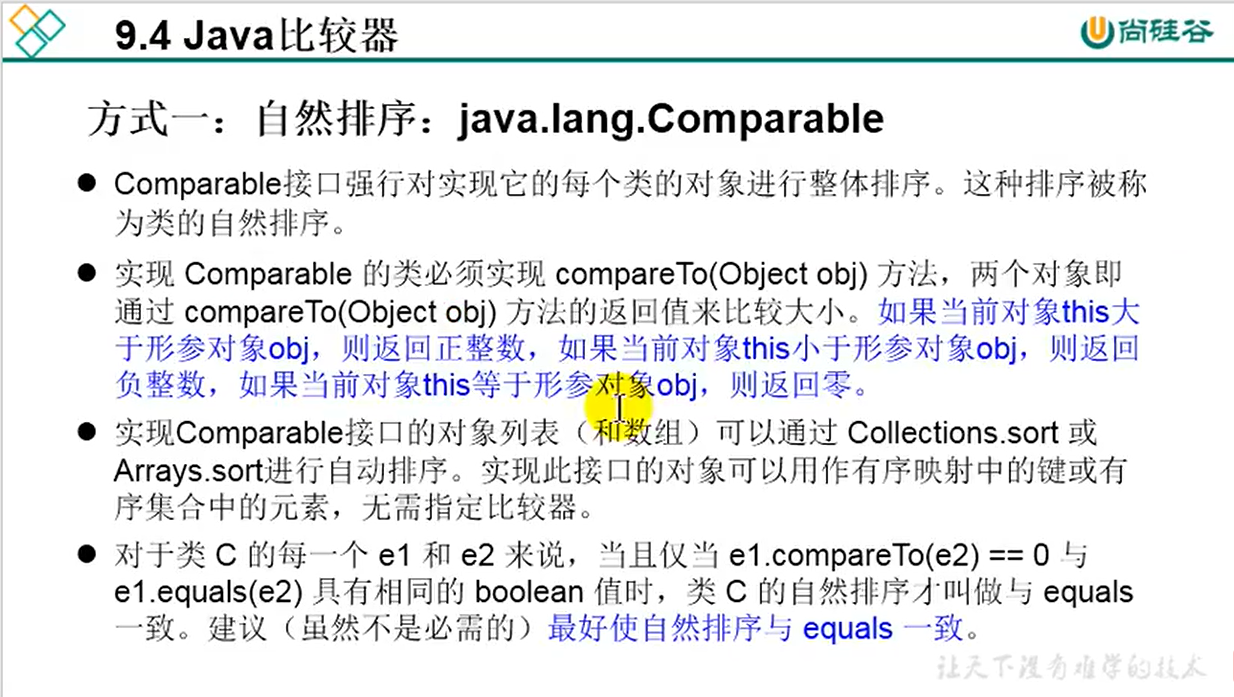 9.4 Java比较器
尚硅谷
方式一：自然排序：java.lang.Comparable
● Comparable接口强行对实现它的每个类的对象进行整体排序。这种排序被称
为类的自然排序。
● 实现 Comparable 的类必须实现 compareTo(Object obj) 方法，两个对象即
通过 compareTo(Object obj) 方法的返回值来比较大小。如果当前对象this大
于形参对象obj，则返回正整数，如果当前对象this小于形参对象obj，则返回
负整数，如果当前对象this等于形参对象obj，则返回零。
● 实现Comparable接口的对象列表（和数组）可以通过 Collections.sort 或
Arrays.sort进行自动排序。实现此接口的对象可以用作有序映射中的键或有
序集合中的元素，无需指定比较器。
● 对于类 C 的每一个 e1 和 e2 来说，当且仅当 e1.compareTo(e2) == 0 与
e1.equals(e2) 具有相同的 boolean 值时，类 C 的自然排序才叫做与 equals
一致。建议（虽然不是必需的）最好使自然排序与 equals 一致。
让天下没有难学的技术